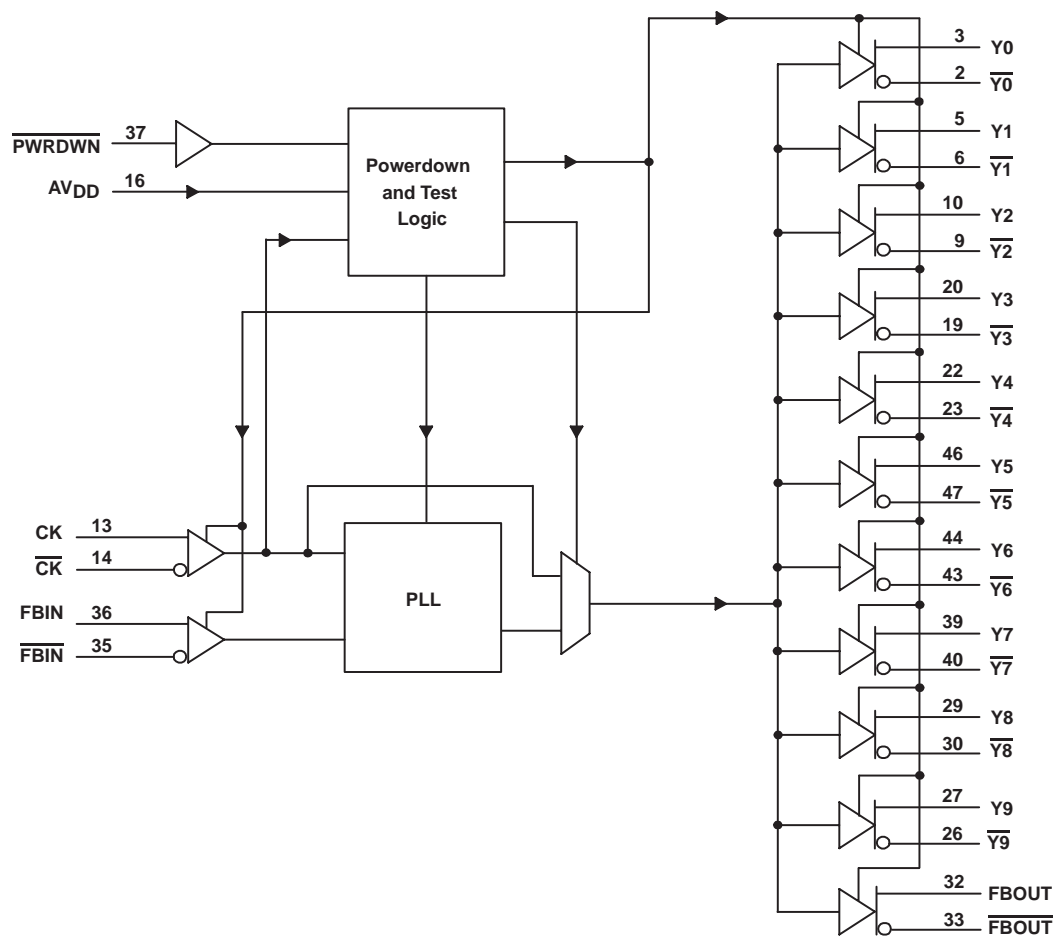 3 Y0
2 Y0
37
PWRDWN
Powerdown
and Test
Logic
16
AVDD
5 Y1
6 Y1
10 Y2
9 Y2
20 Y3
19 Y3
22 Y4
23 Y4
46 Y5
47 Y5
CK 13
CK 14
FBIN 36
FBIN 35
PLL
44 Y6
43 Y6
39 Y7
40 Y7
29 Y8
30 Y8
27 Y9
26 Y9
32 FBOUT
33 FBOUT